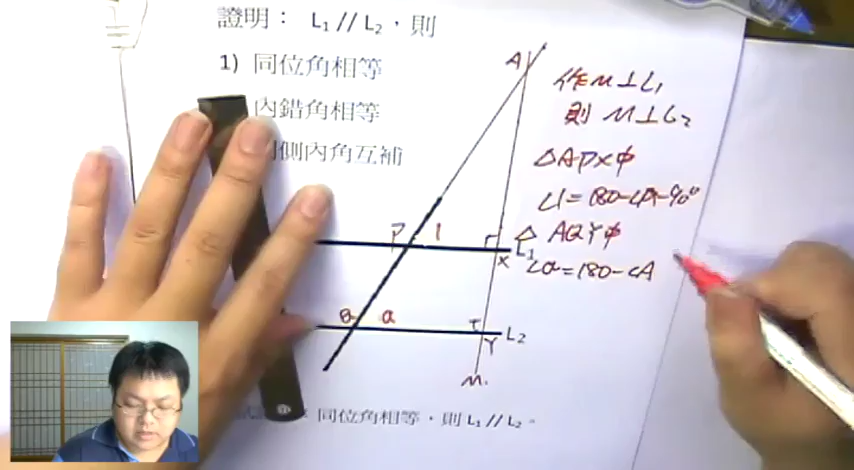 證明： L₁ // L₂，則
1) 同位角相等
內錯角相等
側內角互補
A
作M⊥L₁
則 M⊥L₂
△APX中
∠1=180-∠A-90°
△AQY中
∠a=180-∠A
P 1 X L₁
Q a Y L₂
M
同位角相等，則 L₁ // L₂。